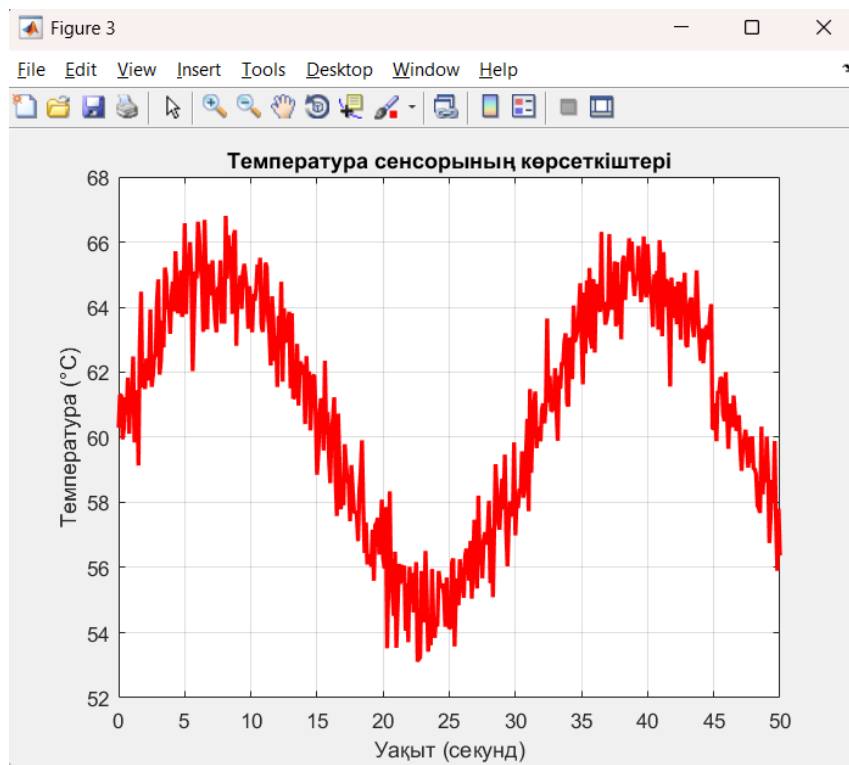 Figure 3
File Edit View Insert Tools Desktop Window Help
Температура сенсорының көрсеткіштері
68
66
64
62
60
58
56
54
52
Температура (°C)
0 5 10 15 20 25 30 35 40 45 50
Уақыт (секунд)